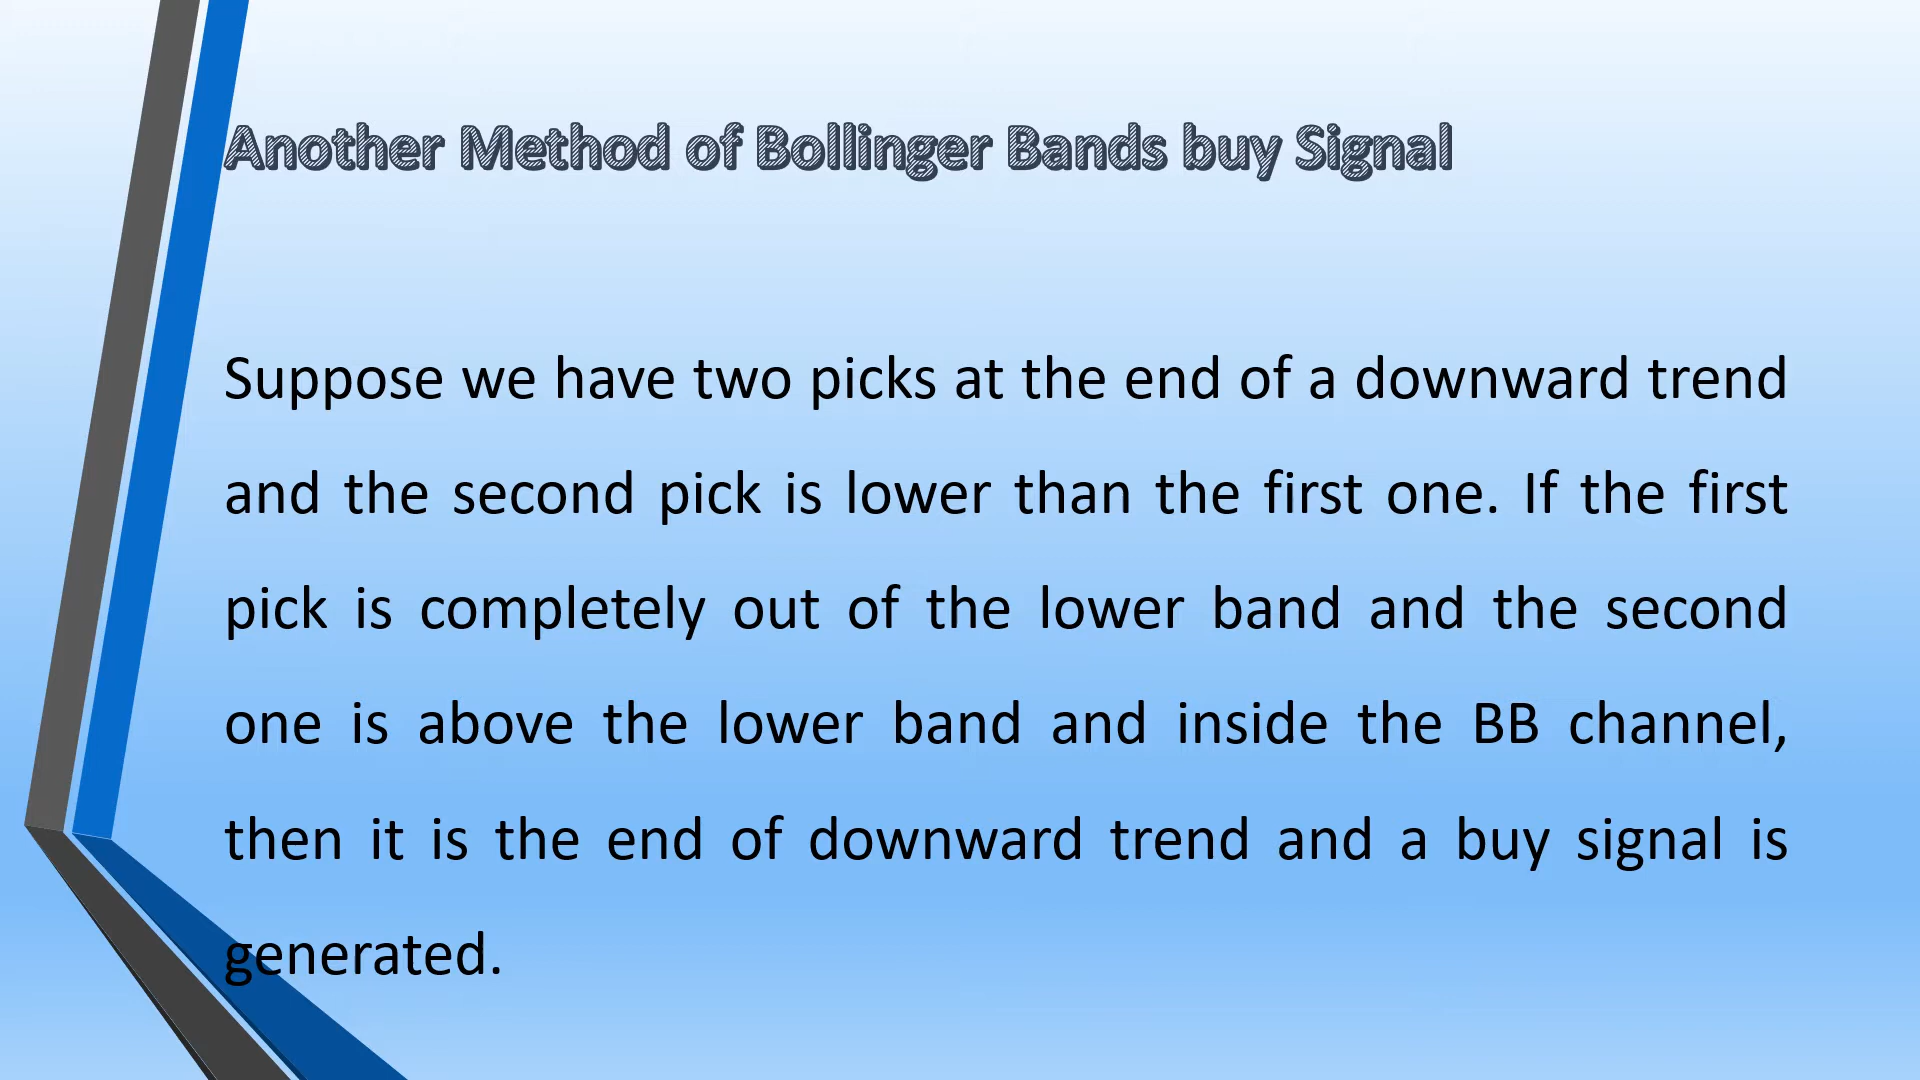 Another Method of Bollinger Bands buy Signal
Suppose we have two picks at the end of a downward trend
and the second pick is lower than the first one. If the first
pick is completely out of the lower band and the second
one is above the lower band and inside the BB channel,
then it is the end of downward trend and a buy signal is
generated.